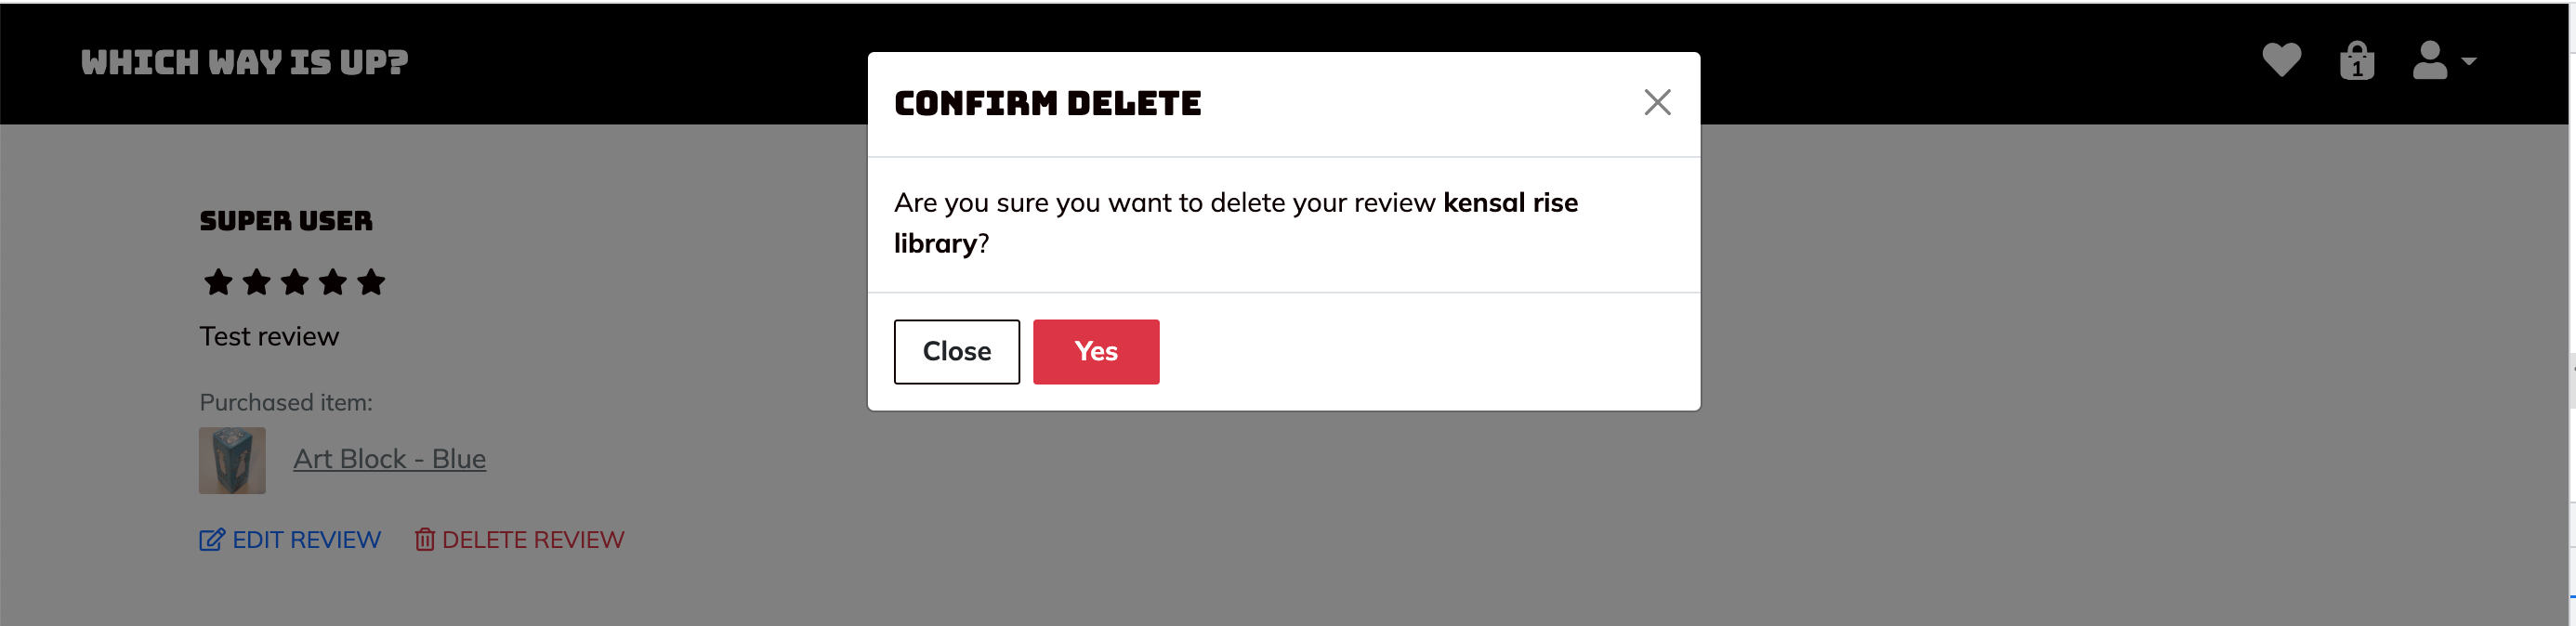 WHICH WAY IS UP?
1
CONFIRM DELETE
Are you sure you want to delete your review kensal rise
library?
Close
Yes
SUPER USER
Test review
Purchased item:
Art Block - Blue
EDIT REVIEW
DELETE REVIEW